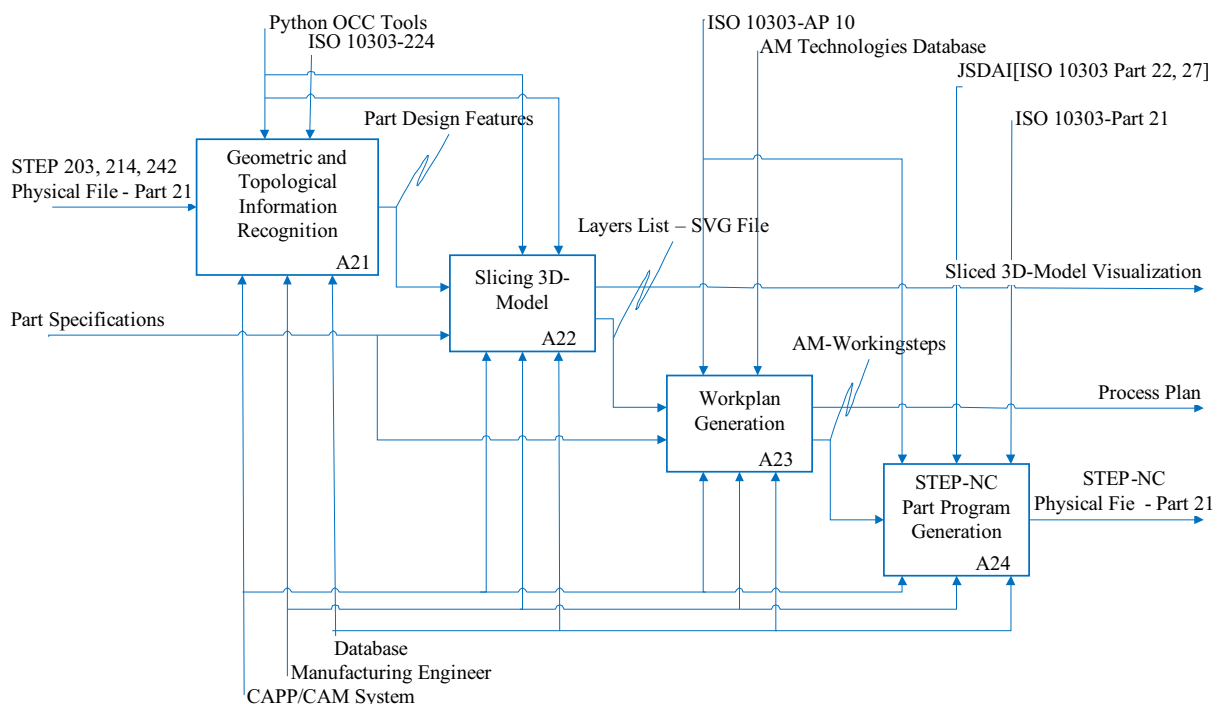 Python OCC Tools
ISO 10303-224
ISO 10303-AP 10
AM Technologies Database
JSDAI[ISO 10303 Part 22, 27]
ISO 10303-Part 21
Part Design Features
STEP 203, 214, 242
Physical File - Part 21
Geometric and
Topological
Information
Recognition
A21
Layers List – SVG File
Slicing 3D-
Model
A22
Sliced 3D-Model Visualization
Part Specifications
AM-Workingsteps
Workplan
Generation
A23
Process Plan
STEP-NC
Part Program
Generation
A24
STEP-NC
Physical Fie - Part 21
Database
Manufacturing Engineer
CAPP/CAM System